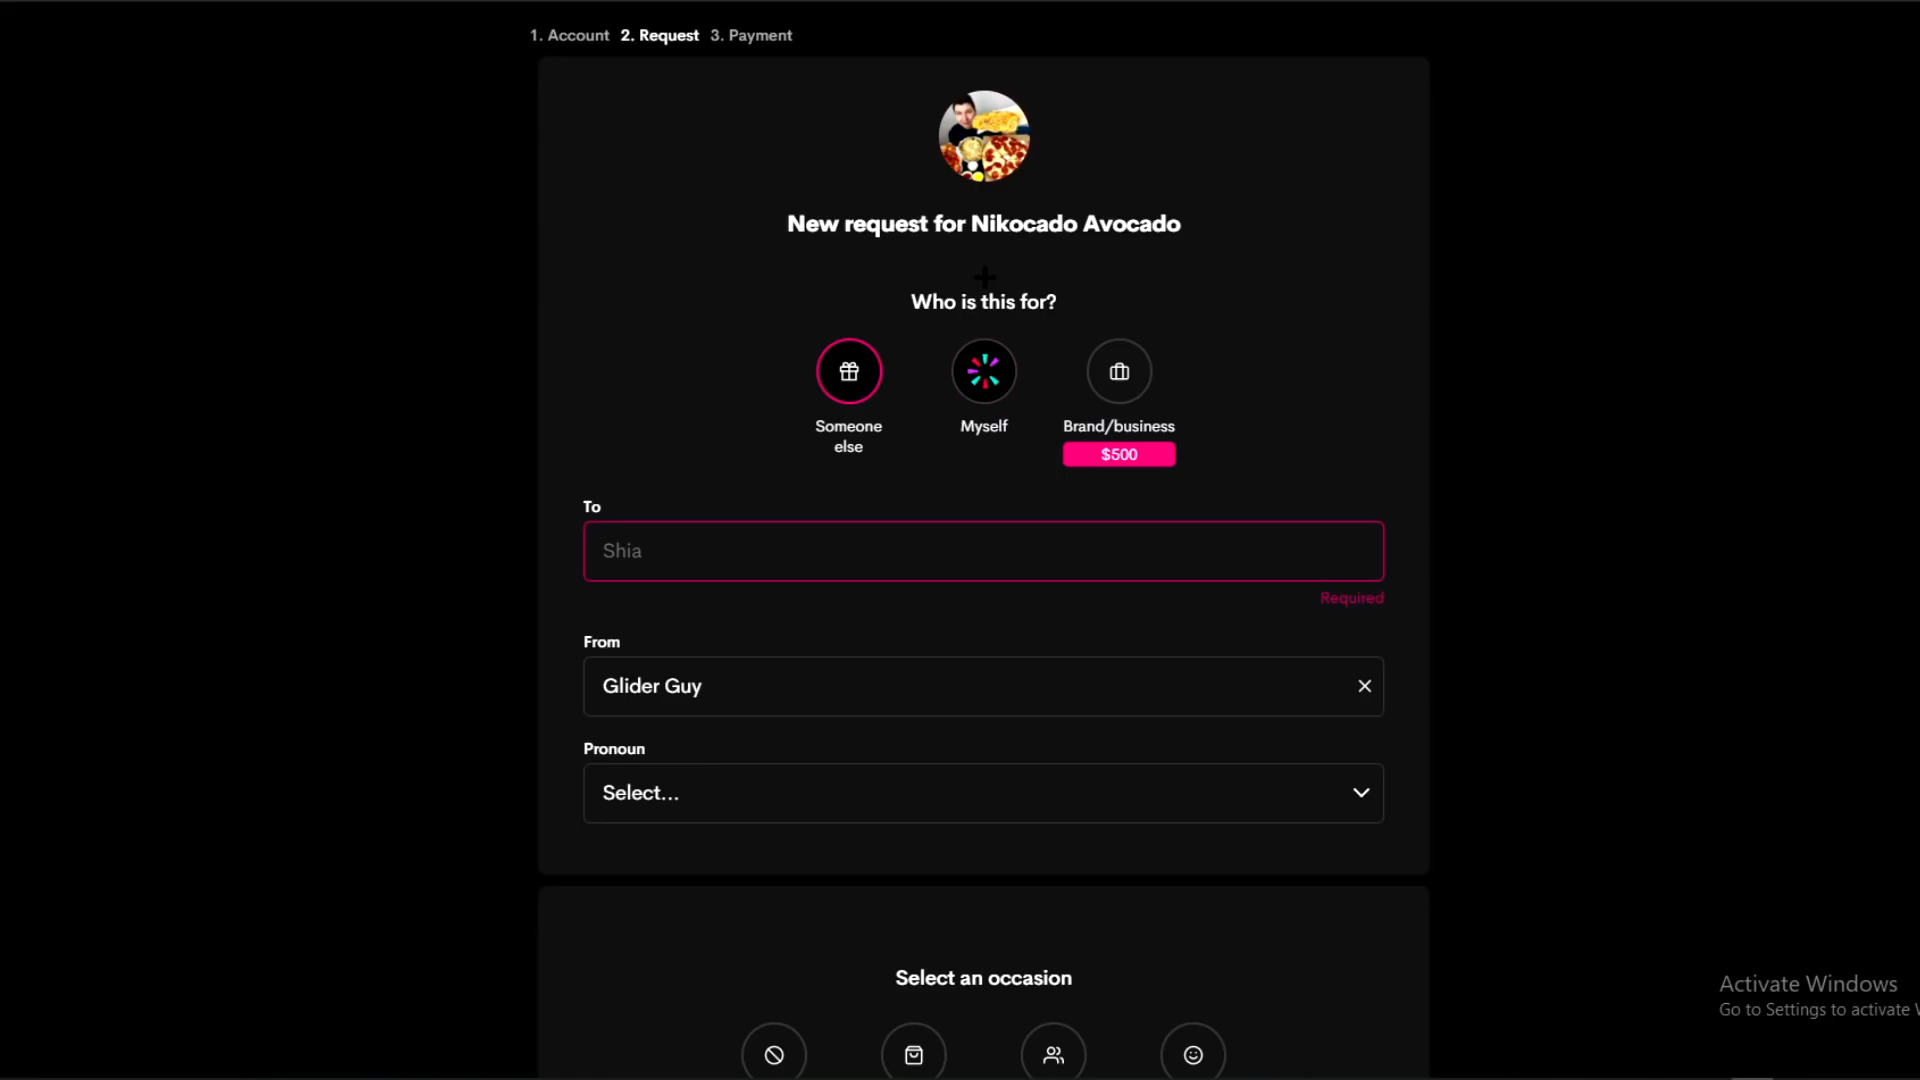 1. Account 2. Request 3. Payment
New request for Nikocado Avocado
Who is this for?
Someone else
Myself
Brand/business
$500
To
Shia
Required
From
Glider Guy
Pronoun
Select...
Select an occasion
Activate Windows
Go to Settings to activate